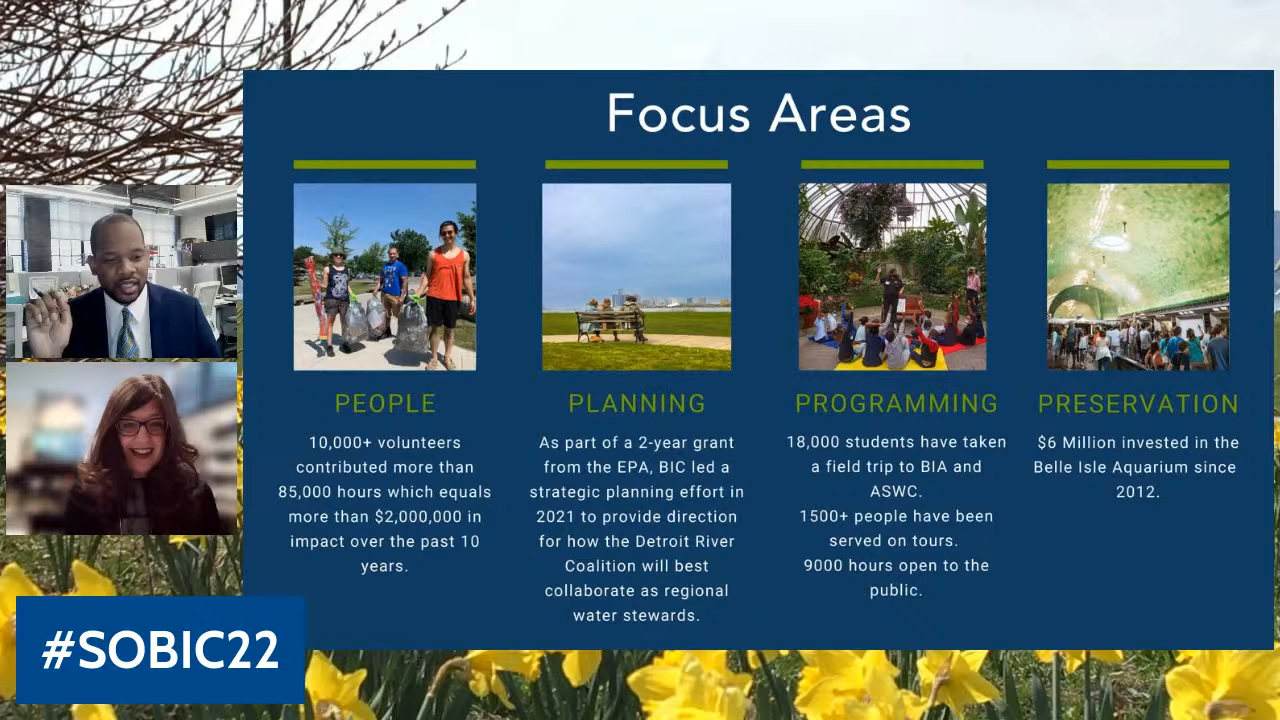 Focus Areas
PEOPLE
10,000+ volunteers
contributed more than
85,000 hours which equals
more than $2,000,000 in
impact over the past 10
years.
PLANNING
As part of a 2-year grant
from the EPA, BIC led a
strategic planning effort in
2021 to provide direction
for how the Detroit River
Coalition will best
collaborate as regional
water stewards.
PROGRAMMING
18,000 students have taken
a field trip to BIA and
ASWC.
1500+ people have been
served on tours.
9000 hours open to the
public.
PRESERVATION
$6 Million invested in the
Belle Isle Aquarium since
2012.
#SOBIC22